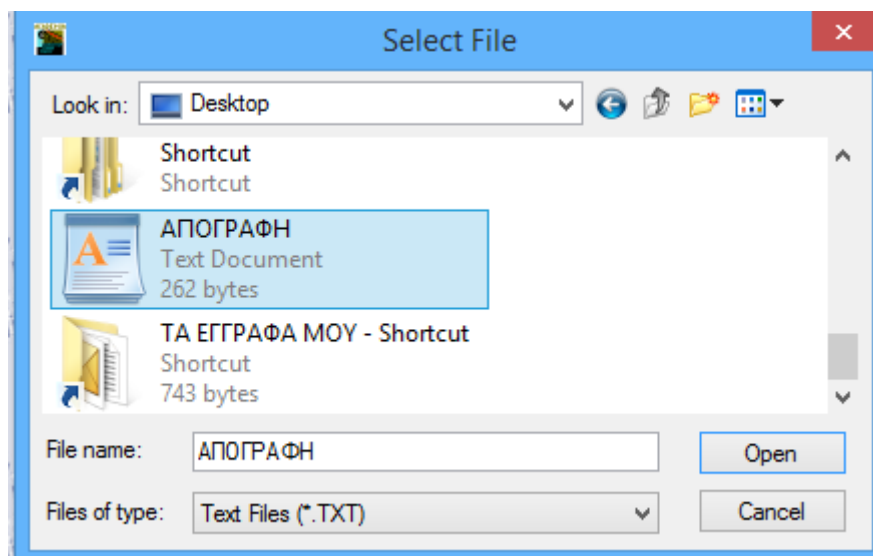 Select File
Look in: Desktop
Shortcut
Shortcut
ΑΠΟΓΡΑΦΗ
Text Document
262 bytes
ΤΑ ΕΓΓΡΑΦΑ ΜΟΥ - Shortcut
Shortcut
743 bytes
File name: ΑΠΟΓΡΑΦΗ
Open
Files of type: Text Files (*.TXT)
Cancel